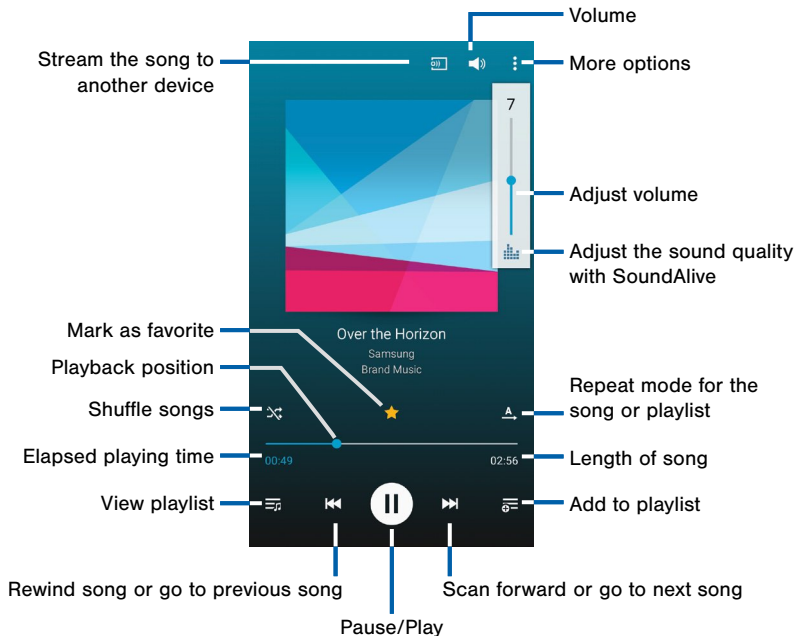 Volume
Stream the song to
another device
More options
7
Adjust volume
Adjust the sound quality
with SoundAlive
Mark as favorite
Over the Horizon
Samsung
Brand Music
Playback position
Repeat mode for the
song or playlist
Shuffle songs
A
Elapsed playing time
00:49
02:56
Length of song
View playlist
Add to playlist
Rewind song or go to previous song
Scan forward or go to next song
Pause/Play